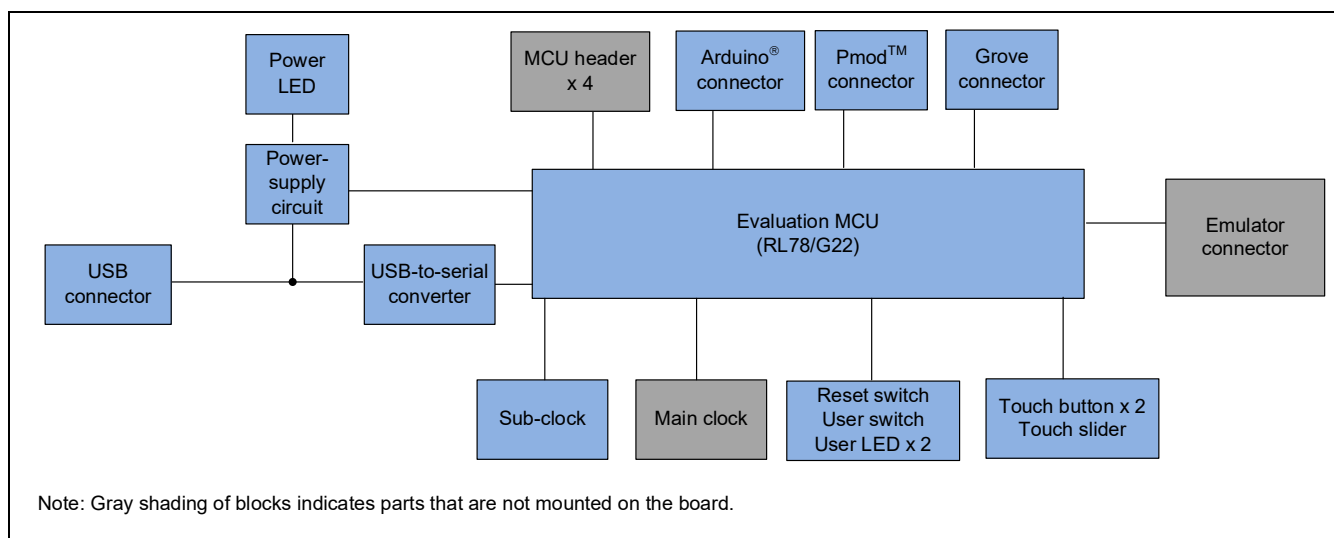 Power
LED
MCU header
x 4
Arduino®
connector
Pmod™
connector
Grove
connector
Power-
supply
circuit
Evaluation MCU
(RL78/G22)
Emulator
connector
USB
connector
USB-to-serial
converter
Sub-clock
Main clock
Reset switch
User switch
User LED x 2
Touch button x 2
Touch slider
Note: Gray shading of blocks indicates parts that are not mounted on the board.